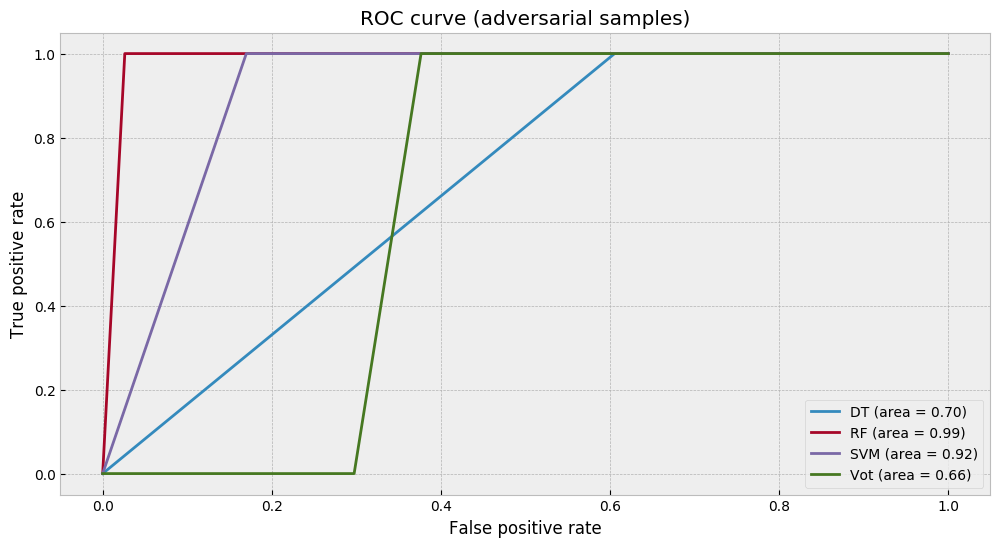 ROC curve (adversarial samples)
True positive rate
1.0
0.8
0.6
0.4
0.2
0.0
DT (area = 0.70)
RF (area = 0.99)
SVM (area = 0.92)
Vot (area = 0.66)
0.0 0.2 0.4 0.6 0.8 1.0
False positive rate